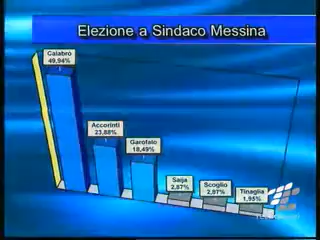 Elezione a Sindaco Messina
Calabrò
49,94%
Accorinti
23,88%
Garofalo
18,49%
Saija
2,87%
Scoglio
2,87%
Tinaglia
1,95%